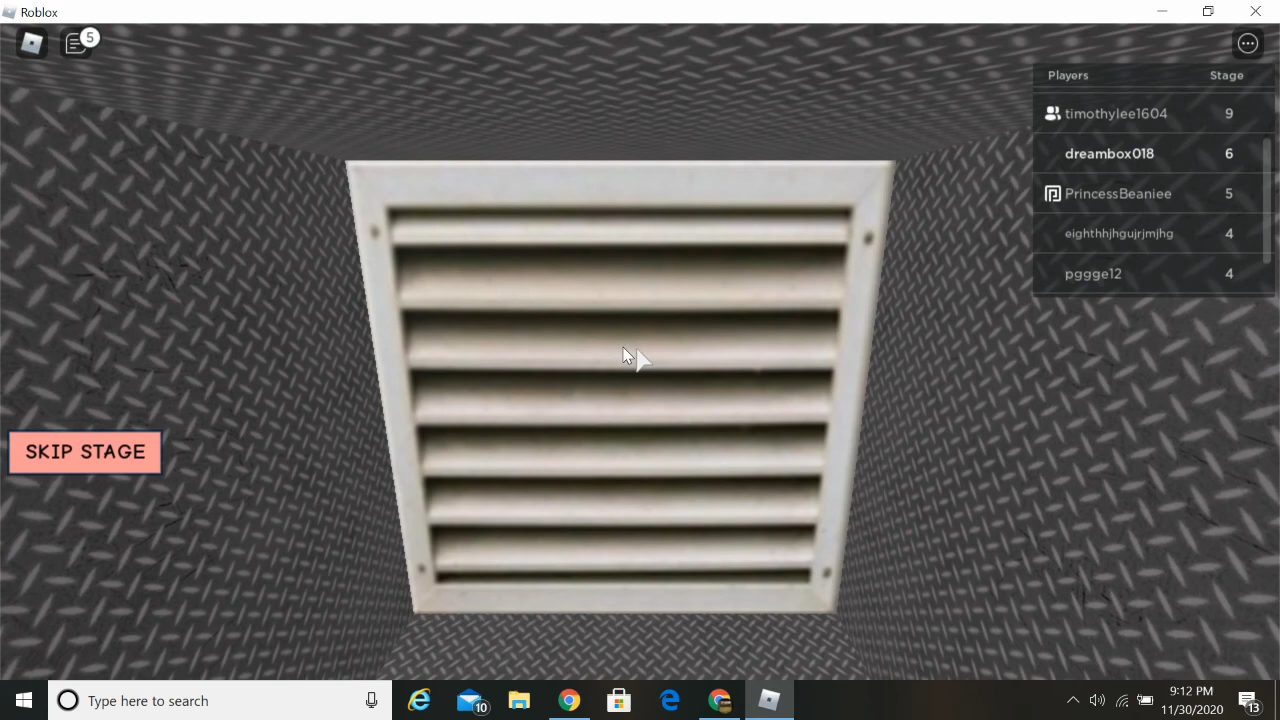 Roblox
5
Players Stage
timothylee1604 9
dreambox018 6
PrincessBeaniee 5
eighthhjhgujrjmjhg 4
pggge12 4
SKIP STAGE
Type here to search
10
9:12 PM
11/30/2020
13